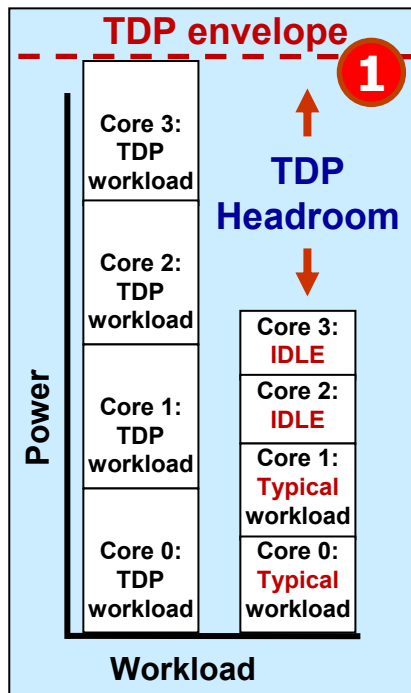 TDP envelope
1
Core 3:
TDP
workload
Core 2:
TDP
workload
Core 1:
TDP
workload
Core 0:
TDP
workload
TDP
Headroom
Core 3:
IDLE
Core 2:
IDLE
Core 1:
Typical
workload
Core 0:
Typical
workload
Power
Workload